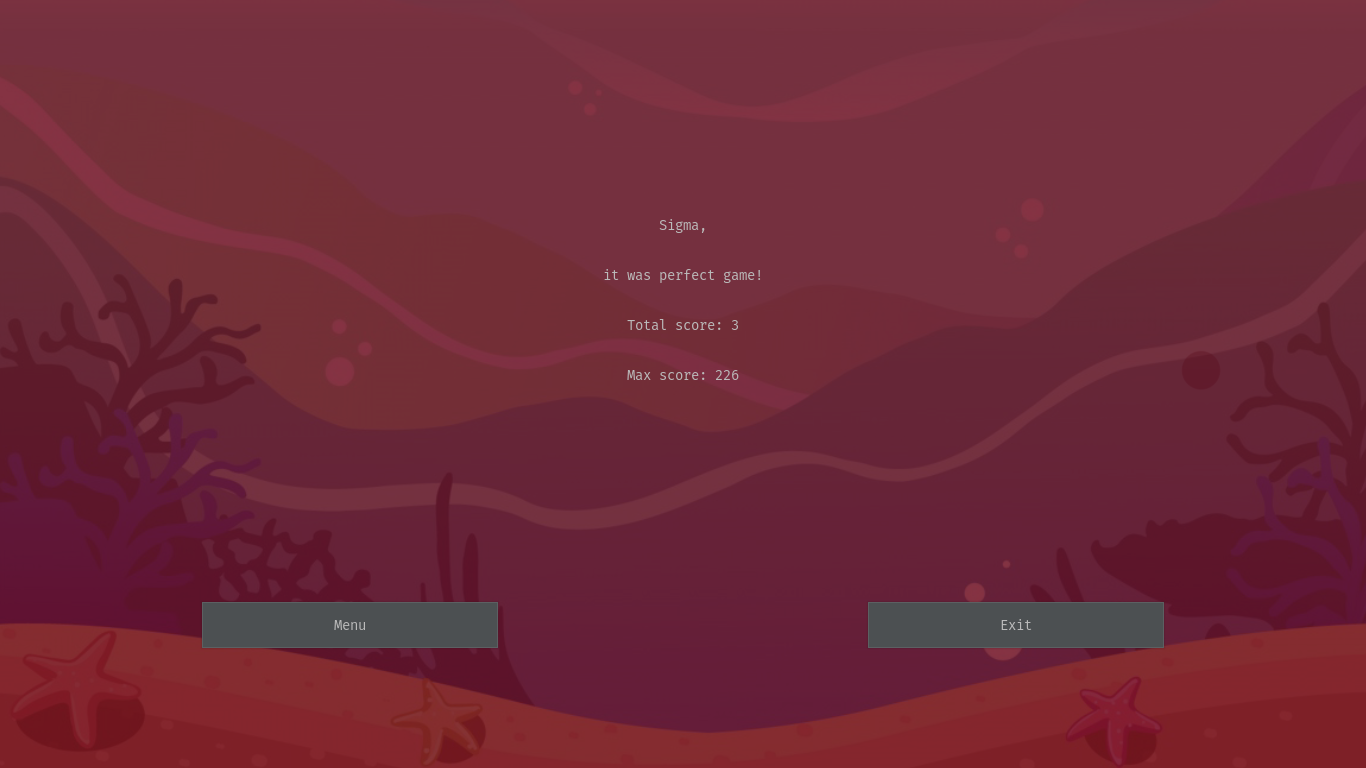 Sigma,
it was perfect game!
Total score: 3
Max score: 226
Menu
Exit